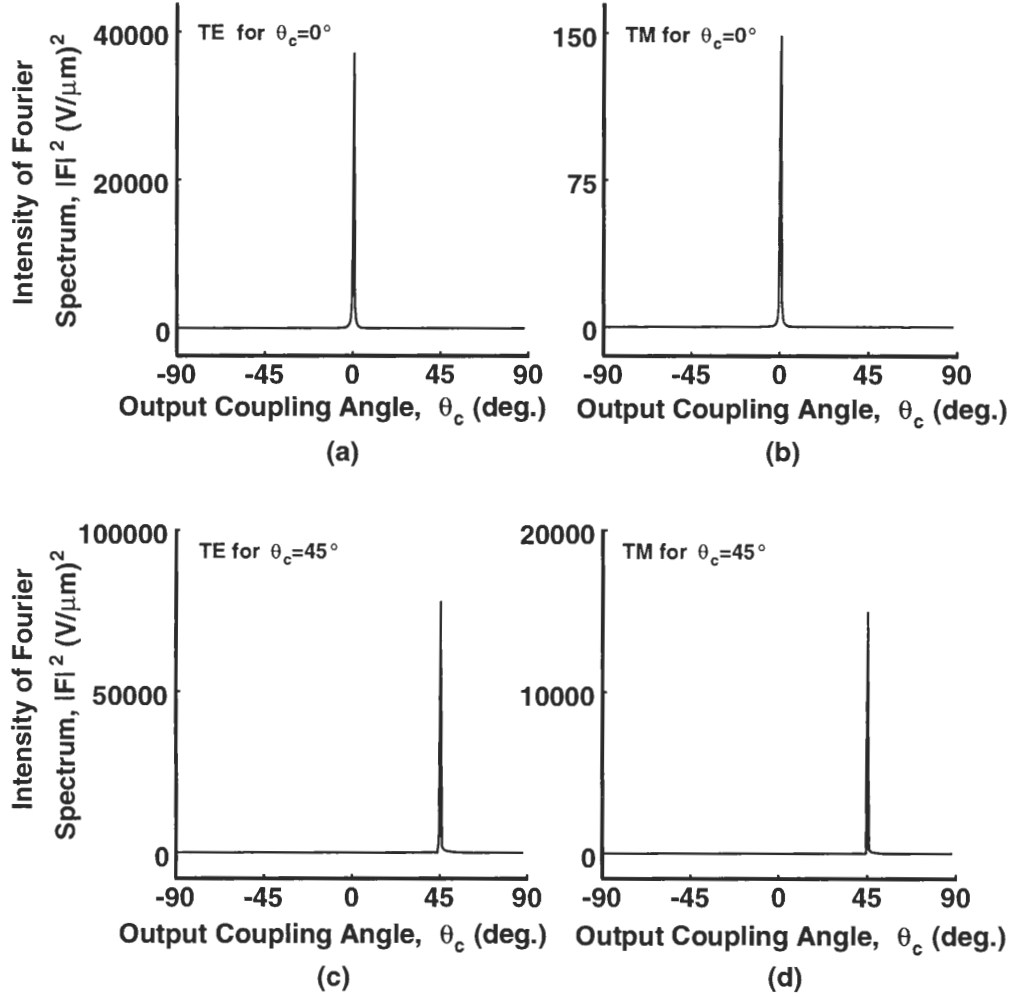 40000
20000
0
TE for θc=0°
Intensity of Fourier
Spectrum, |F|² (V/μm)²
-90 -45 0 45 90
Output Coupling Angle, θc (deg.)
(a)
150
75
0
TM for θc=0°
-90 -45 0 45 90
Output Coupling Angle, θc (deg.)
(b)
100000
50000
0
TE for θc=45°
Intensity of Fourier
Spectrum, |F|² (V/μm)²
-90 -45 0 45 90
Output Coupling Angle, θc (deg.)
(c)
20000
10000
0
TM for θc=45°
-90 -45 0 45 90
Output Coupling Angle, θc (deg.)
(d)